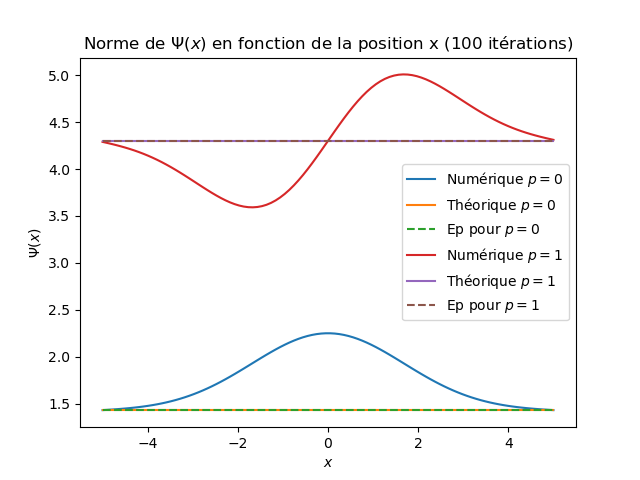 Norme de Ψ(x) en fonction de la position x (100 itérations)
5.0
4.5
4.0
3.5
3.0
2.5
2.0
1.5
Ψ(x)
Numérique p = 0
Théorique p = 0
Ep pour p = 0
Numérique p = 1
Théorique p = 1
Ep pour p = 1
−4 −2 0 2 4
x